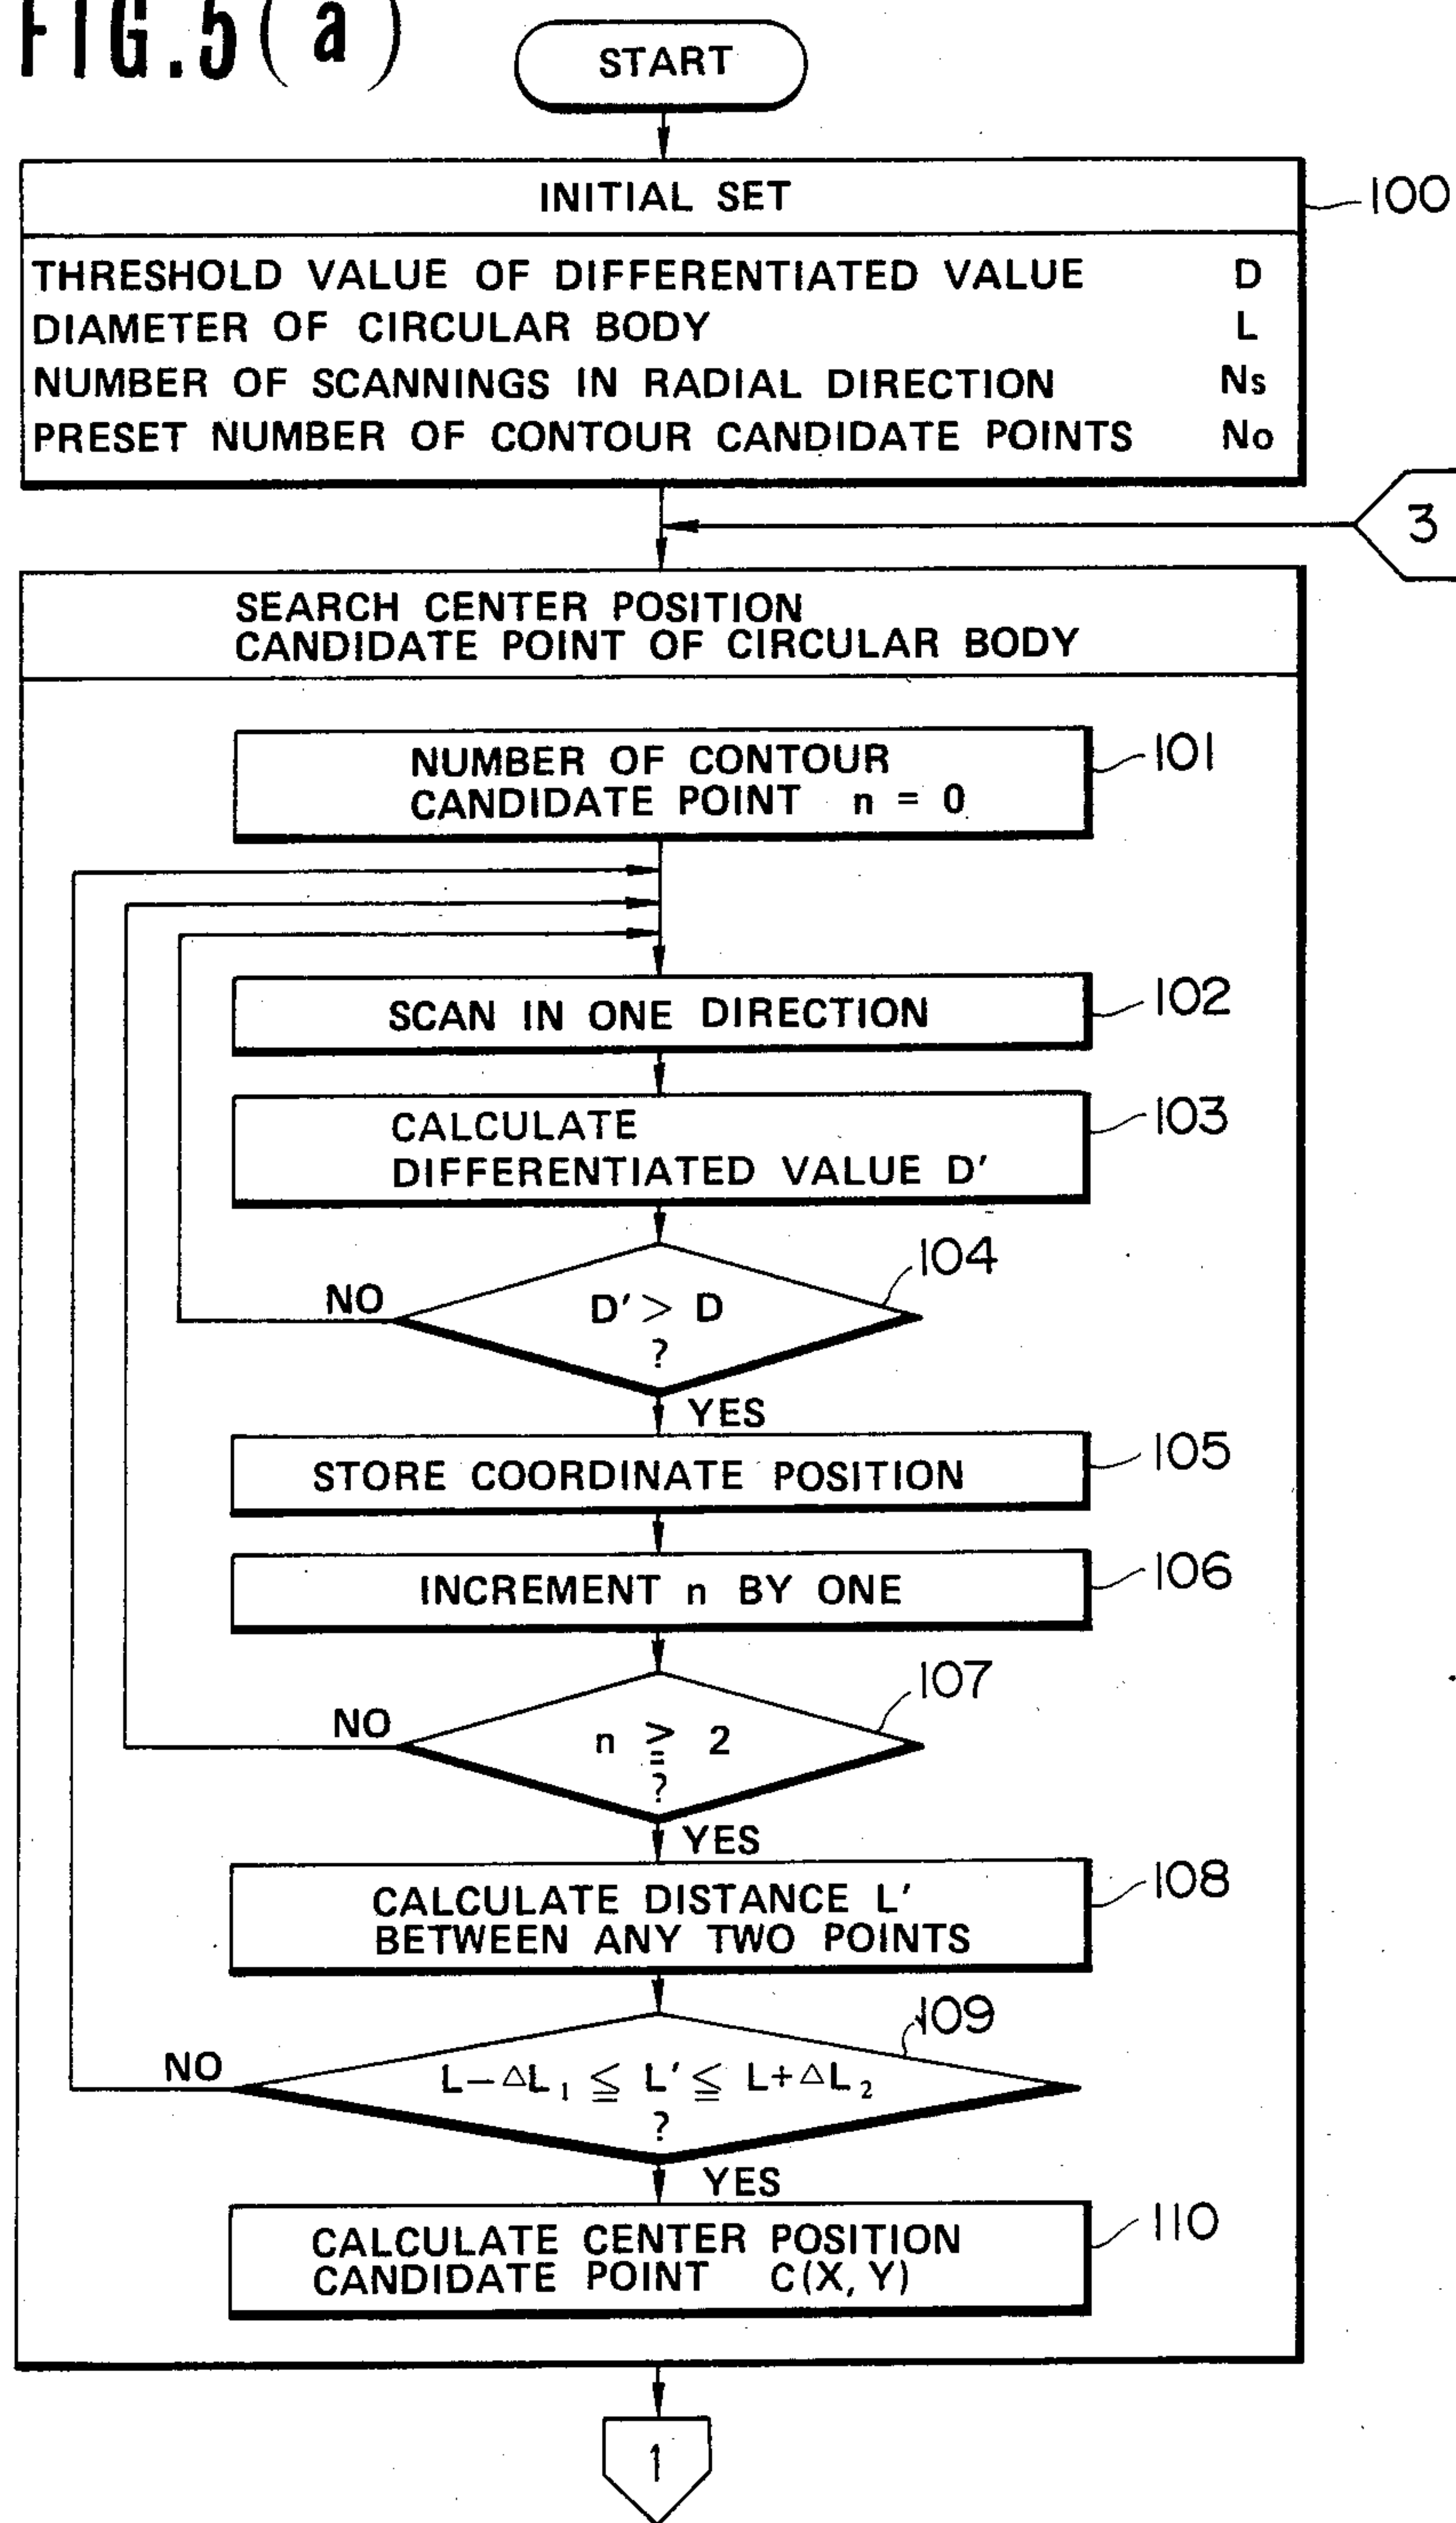 FIG.5(a)
START
INITIAL SET
100
THRESHOLD VALUE OF DIFFERENTIATED VALUE D
DIAMETER OF CIRCULAR BODY L
NUMBER OF SCANNINGS IN RADIAL DIRECTION Ns
PRESET NUMBER OF CONTOUR CANDIDATE POINTS No
3
SEARCH CENTER POSITION
CANDIDATE POINT OF CIRCULAR BODY
NUMBER OF CONTOUR
CANDIDATE POINT n = 0
101
SCAN IN ONE DIRECTION
102
CALCULATE
DIFFERENTIATED VALUE D′
103
104
NO
D′ > D
?
YES
STORE COORDINATE POSITION
105
INCREMENT n BY ONE
106
107
NO
n ≧ 2
?
YES
CALCULATE DISTANCE L′
BETWEEN ANY TWO POINTS
108
109
NO
L−△L₁ ≦ L′ ≦ L+△L₂
?
YES
CALCULATE CENTER POSITION
CANDIDATE POINT C(X, Y)
110
1